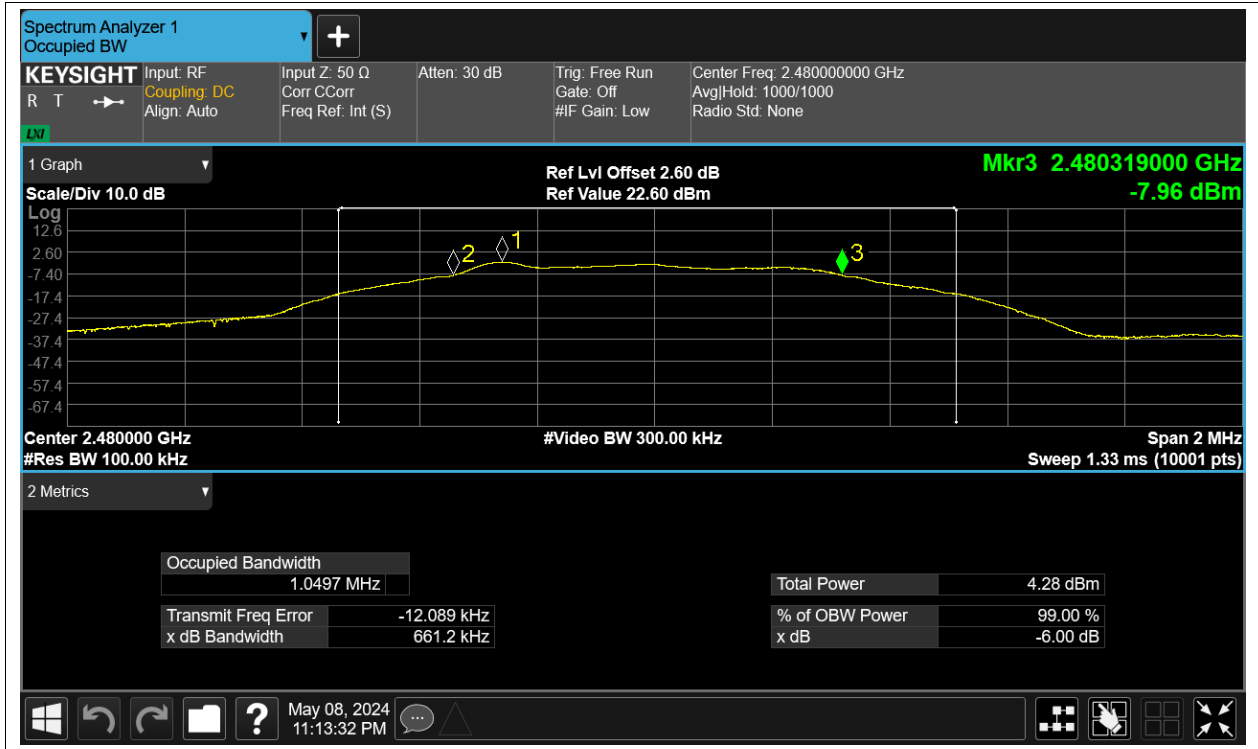 Spectrum Analyzer 1
Occupied BW
KEYSIGHT
R T
LXI
Input: RF
Coupling: DC
Align: Auto
Input Z: 50 Ω
Corr CCorr
Freq Ref: Int (S)
Atten: 30 dB
Trig: Free Run
Gate: Off
#IF Gain: Low
Center Freq: 2.480000000 GHz
Avg|Hold: 1000/1000
Radio Std: None
1 Graph
Scale/Div 10.0 dB
Ref Lvl Offset 2.60 dB
Ref Value 22.60 dBm
Mkr3 2.480319000 GHz
-7.96 dBm
Log
12.6
2.60
-7.40
-17.4
-27.4
-37.4
-47.4
-57.4
-67.4
2
1
3
Center 2.480000 GHz
#Res BW 100.00 kHz
#Video BW 300.00 kHz
Span 2 MHz
Sweep 1.33 ms (10001 pts)
2 Metrics
Occupied Bandwidth
1.0497 MHz
Transmit Freq Error -12.089 kHz
x dB Bandwidth 661.2 kHz
Total Power 4.28 dBm
% of OBW Power 99.00 %
x dB -6.00 dB
?
May 08, 2024
11:13:32 PM